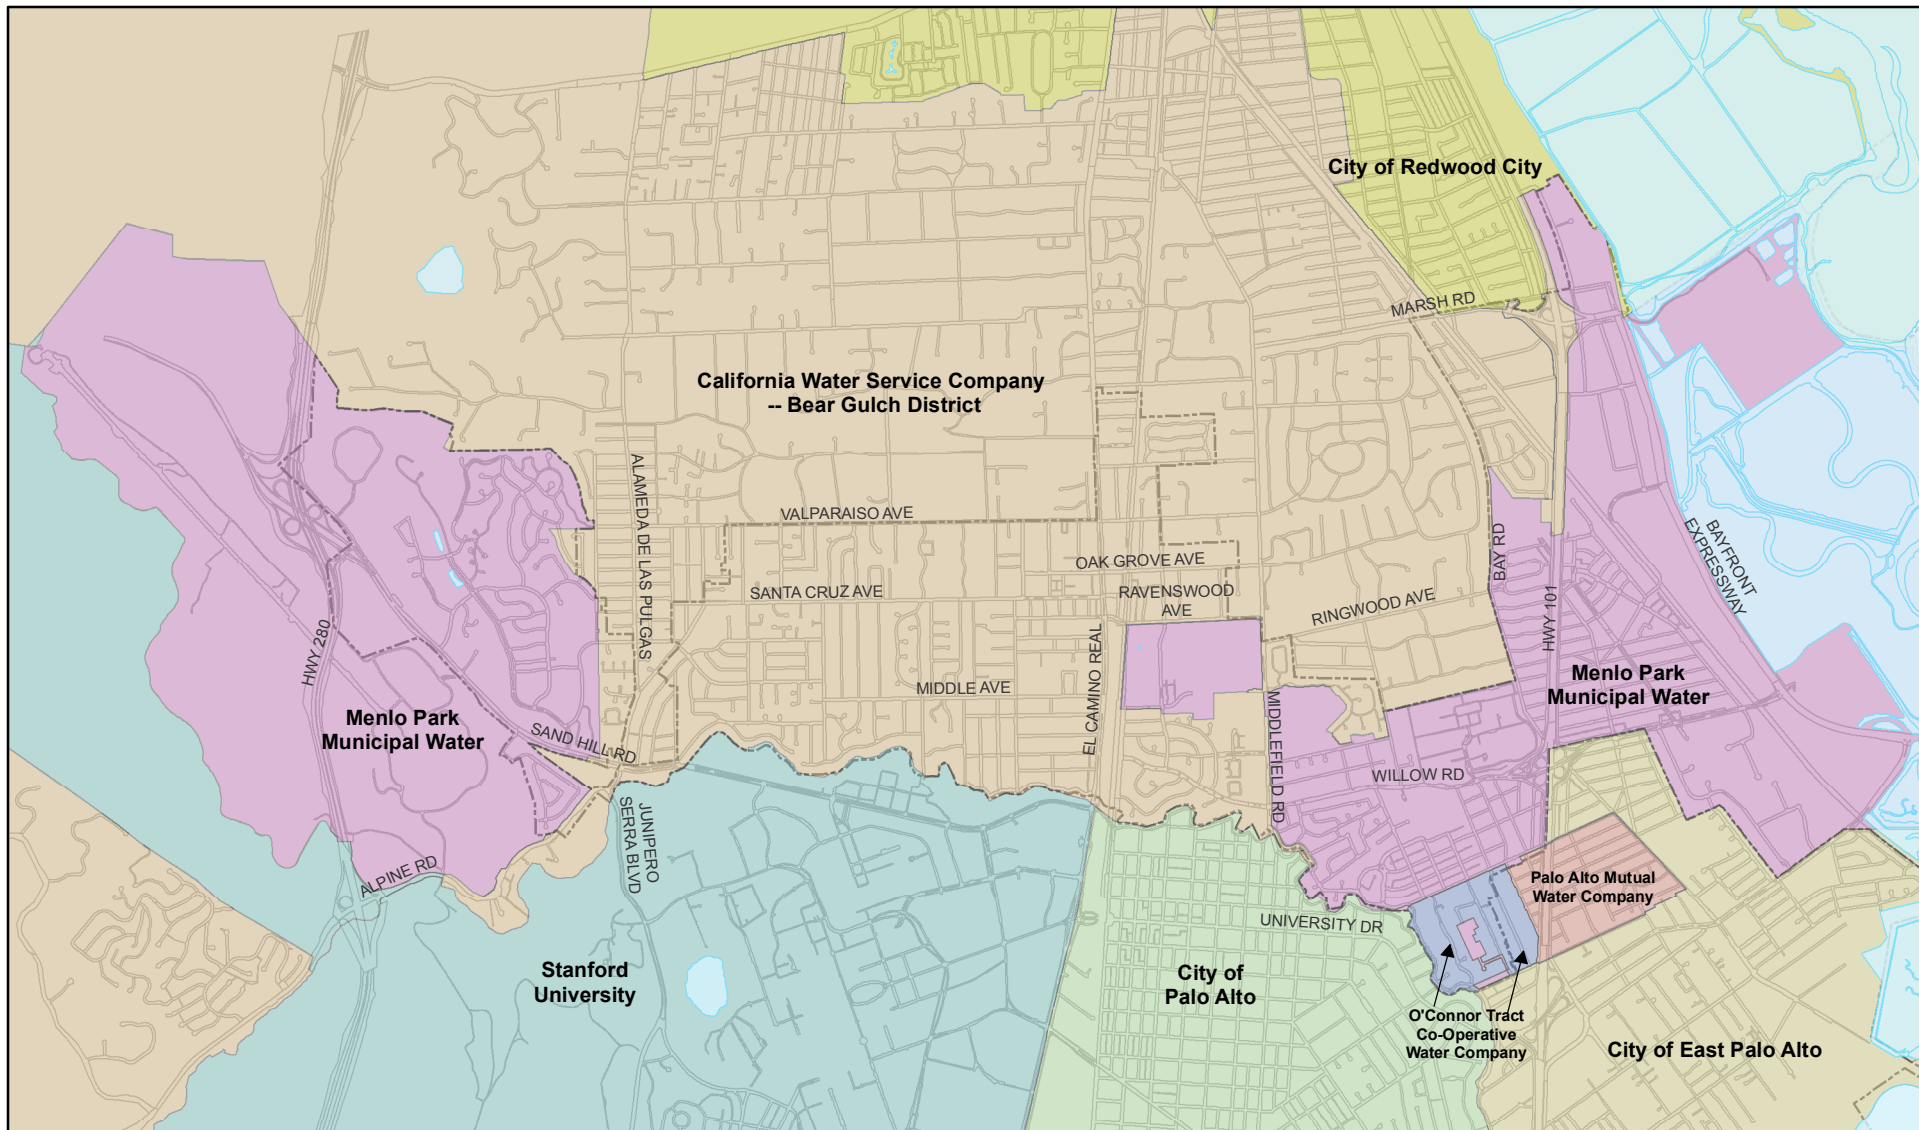 City of Redwood City
MARSH RD
California Water Service Company
-- Bear Gulch District
ALAMEDA DE LAS PULGAS
VALPARAISO AVE
OAK GROVE AVE
SANTA CRUZ AVE
RAVENSWOOD
AVE
RINGWOOD AVE
BAY RD
HWY 101
BAYFRONT
EXPRESSWAY
HWY 280
EL CAMINO REAL
MIDDLE AVE
Menlo Park
Municipal Water
Menlo Park
Municipal Water
SAND HILL RD
MIDDLEFIELD RD
WILLOW RD
JUNIPERO
SERRA BLVD
ALPINE RD
Palo Alto Mutual
Water Company
UNIVERSITY DR
Stanford
University
City of
Palo Alto
O'Connor Tract
Co-Operative
Water Company
City of East Palo Alto